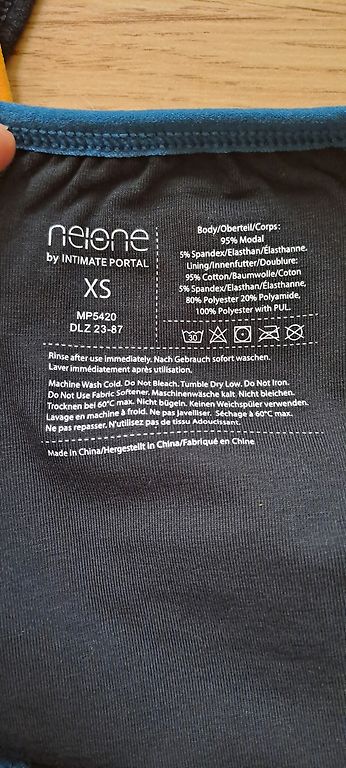 neione
by INTIMATE PORTAL
XS
MP5420
DLZ 23-87
Body/Oberteil/Corps:
95% Modal
5% Spandex/Elasthan/Élasthanne.
Lining/Innenfutter/Doublure:
95% Cotton/Baumwolle/Coton
5% Spandex/Elasthan/Élasthanne,
80% Polyester 20% Polyamide,
100% Polyester with PUL.
30
Rinse after use immediately. Nach Gebrauch sofort waschen.
Laver immédiatement après utilisation.
Machine Wash Cold. Do Not Bleach. Tumble Dry Low. Do Not Iron.
Do Not Use Fabric Softener. Maschinenwäsche kalt. Nicht bleichen.
Trocknen bei 60°C max. Nicht bügeln. Keinen Weichspüler verwenden.
Lavage en machine à froid. Ne pas Javelliser. Séchage à 60°C max.
Ne pas repasser. N'utilisez pas de tissu Adoucissant.
Made in China/Hergestellt in China/Fabriqué en Chine